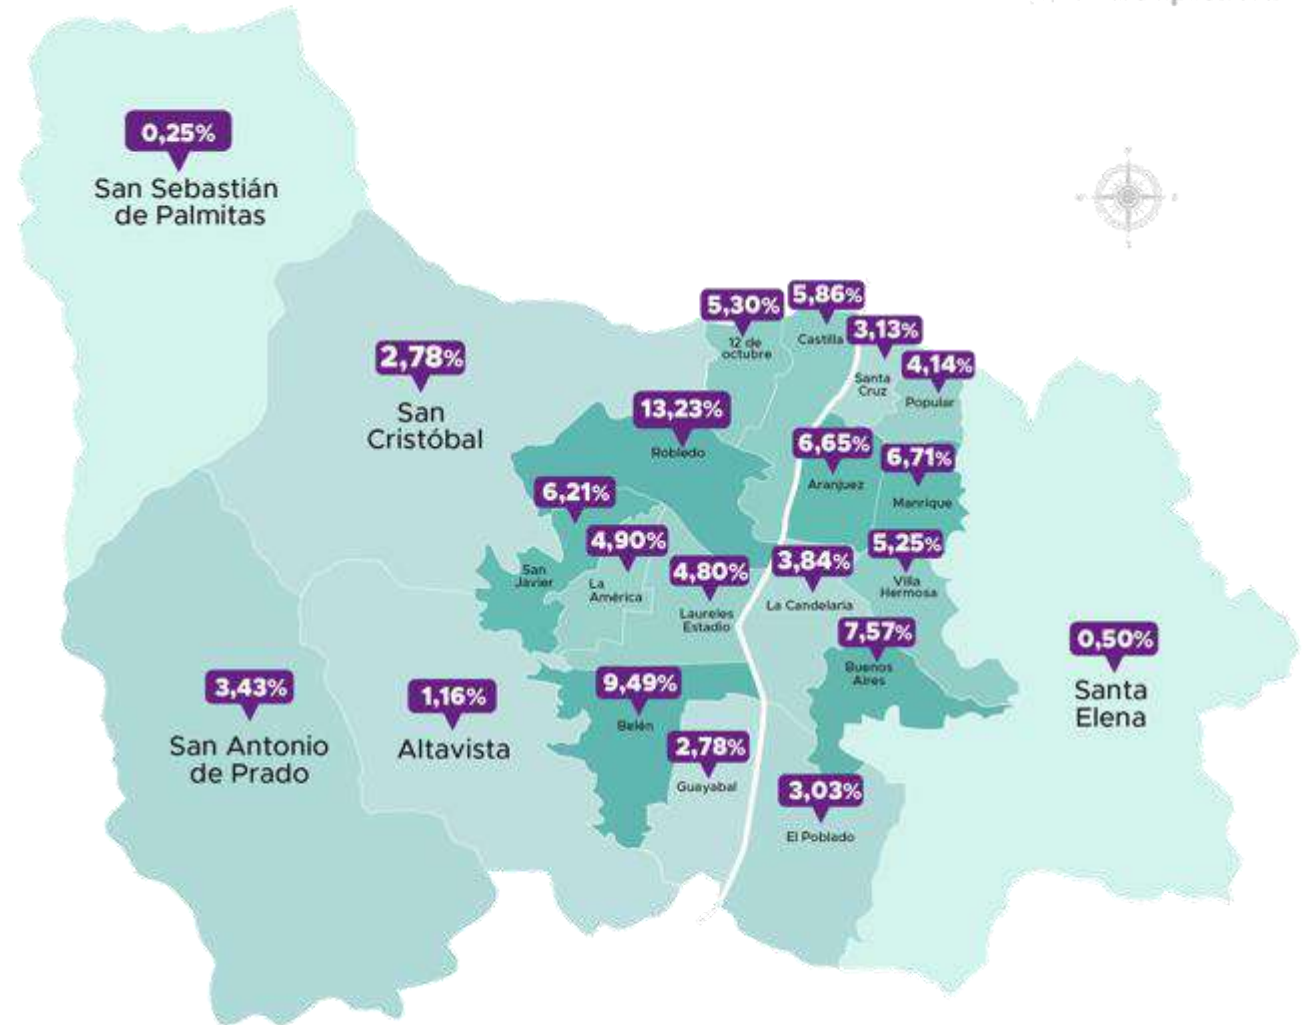 0,25%
San Sebastián
de Palmitas
5,30%
12 de
octubre
5,86%
Castilla
3,13%
Santa
Cruz
4,14%
Popular
2,78%
San
Cristóbal
13,23%
Robledo
6,65%
Aranjuez
6,71%
Manrique
6,21%
San
Javier
4,90%
La
América
4,80%
Laureles
Estadio
3,84%
La Candelaria
5,25%
Villa
Hermosa
7,57%
Buenos
Aires
0,50%
Santa
Elena
3,43%
San Antonio
de Prado
1,16%
Altavista
9,49%
Belén
2,78%
Guayabal
3,03%
El Poblado